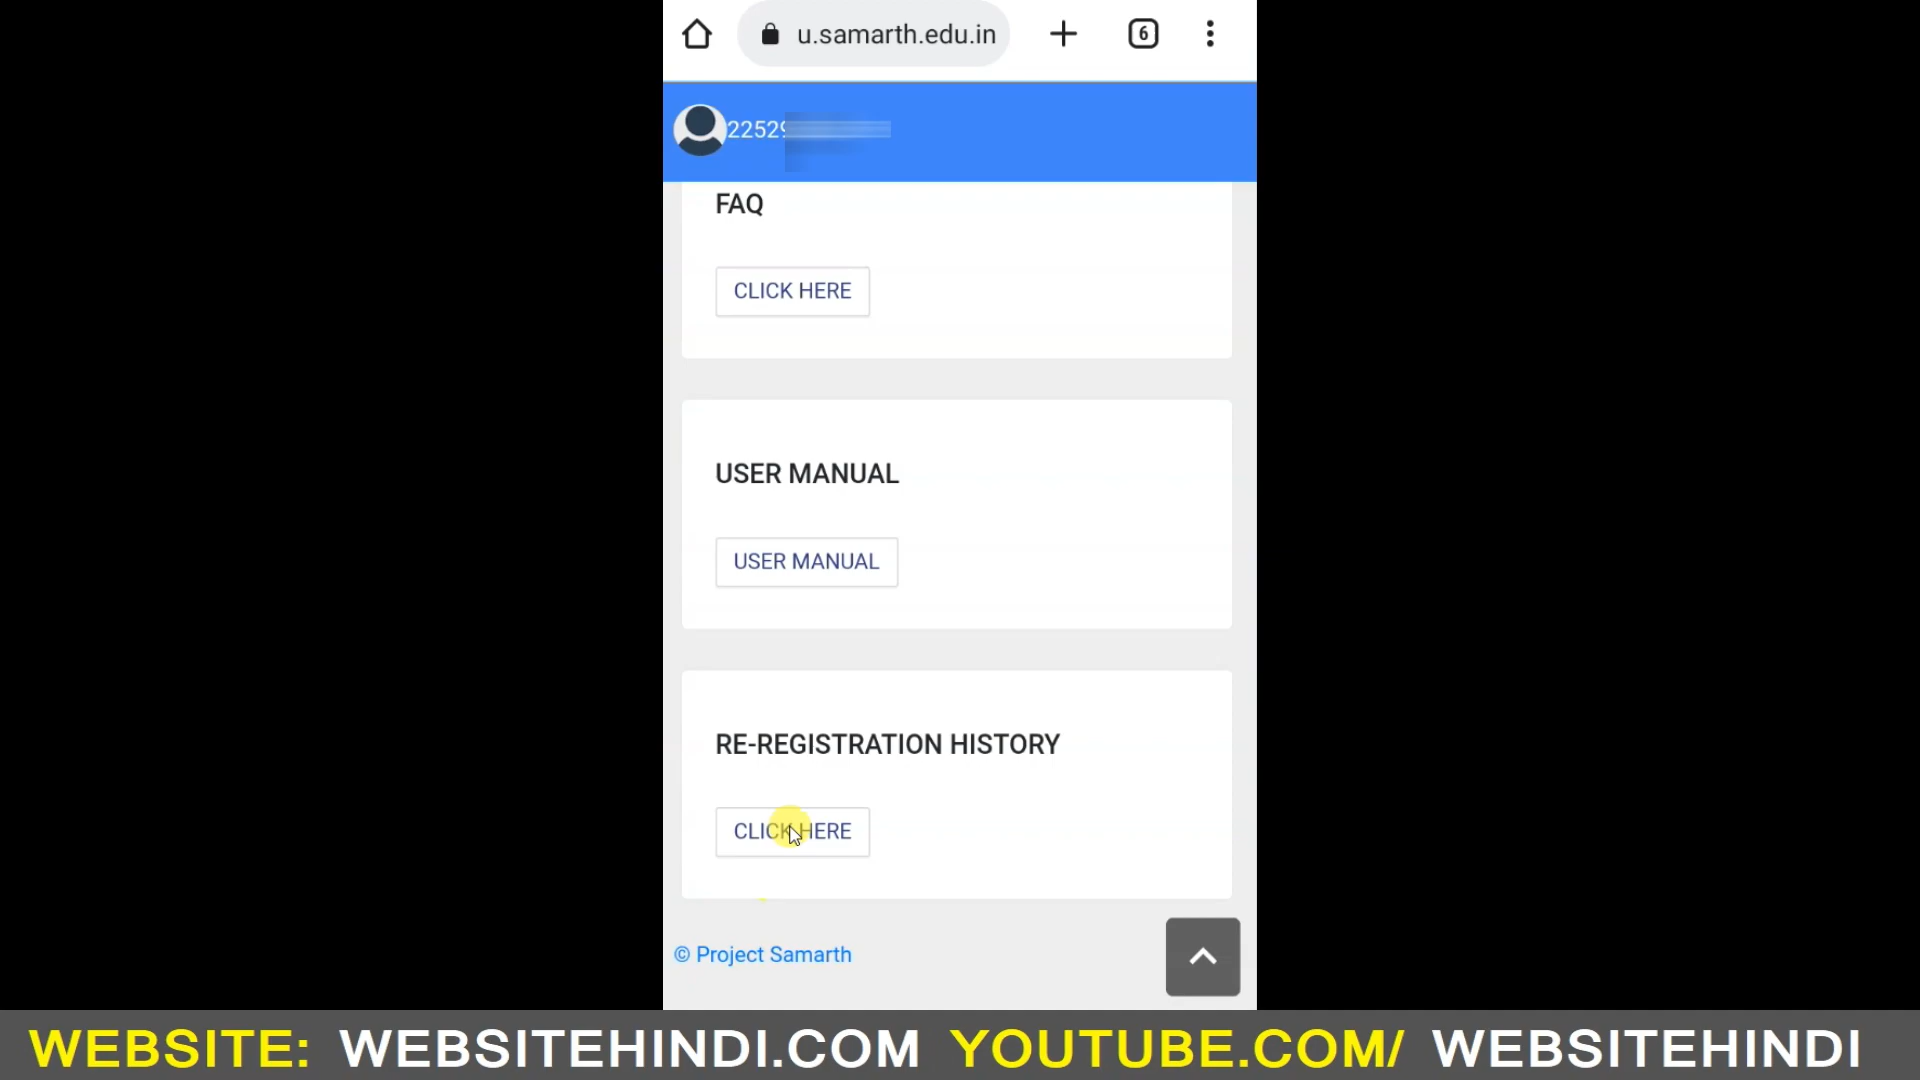 u.samarth.edu.in
6
2252
FAQ
CLICK HERE
USER MANUAL
USER MANUAL
RE-REGISTRATION HISTORY
CLICK HERE
© Project Samarth
WEBSITE: WEBSITEHINDI.COM YOUTUBE.COM/ WEBSITEHINDI